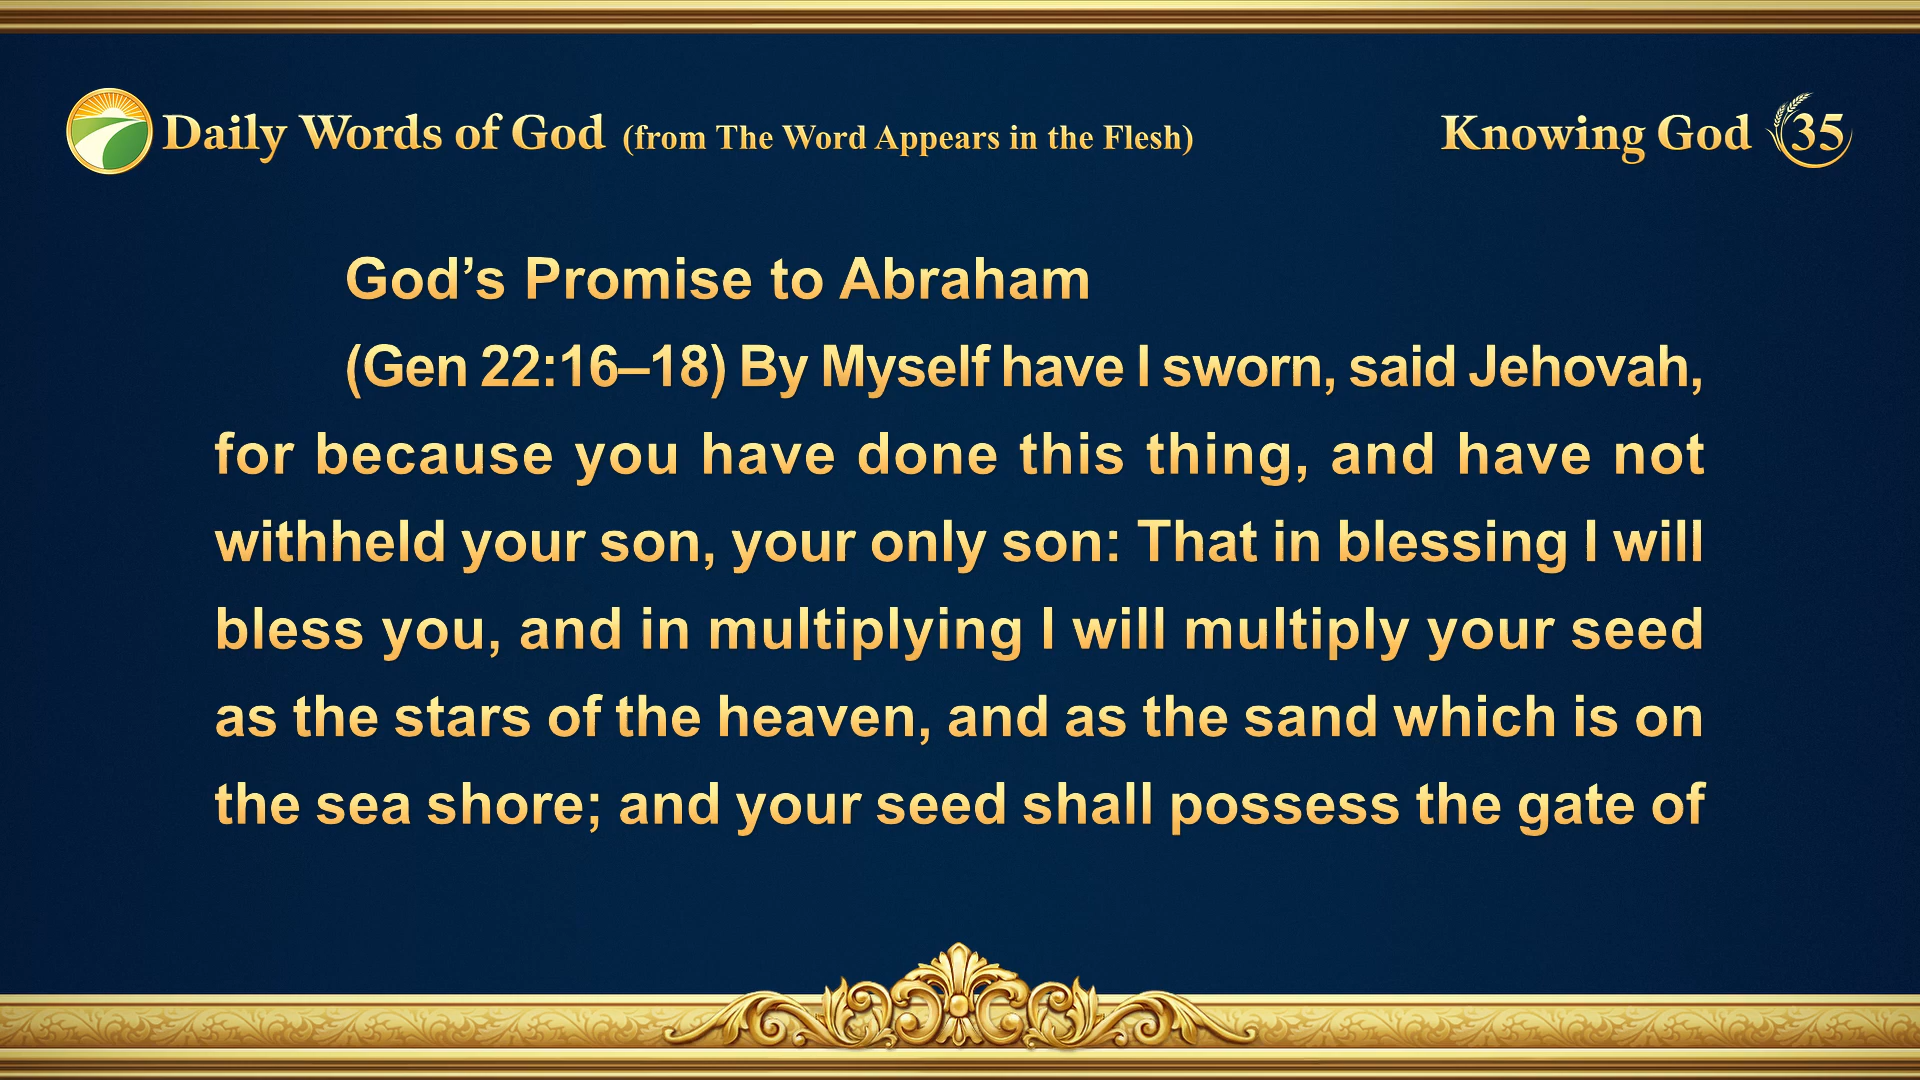 Daily Words of God (from The Word Appears in the Flesh)
Knowing God 35
God’s Promise to Abraham
(Gen 22:16–18) By Myself have I sworn, said Jehovah,
for because you have done this thing, and have not
withheld your son, your only son: That in blessing I will
bless you, and in multiplying I will multiply your seed
as the stars of the heaven, and as the sand which is on
the sea shore; and your seed shall possess the gate of